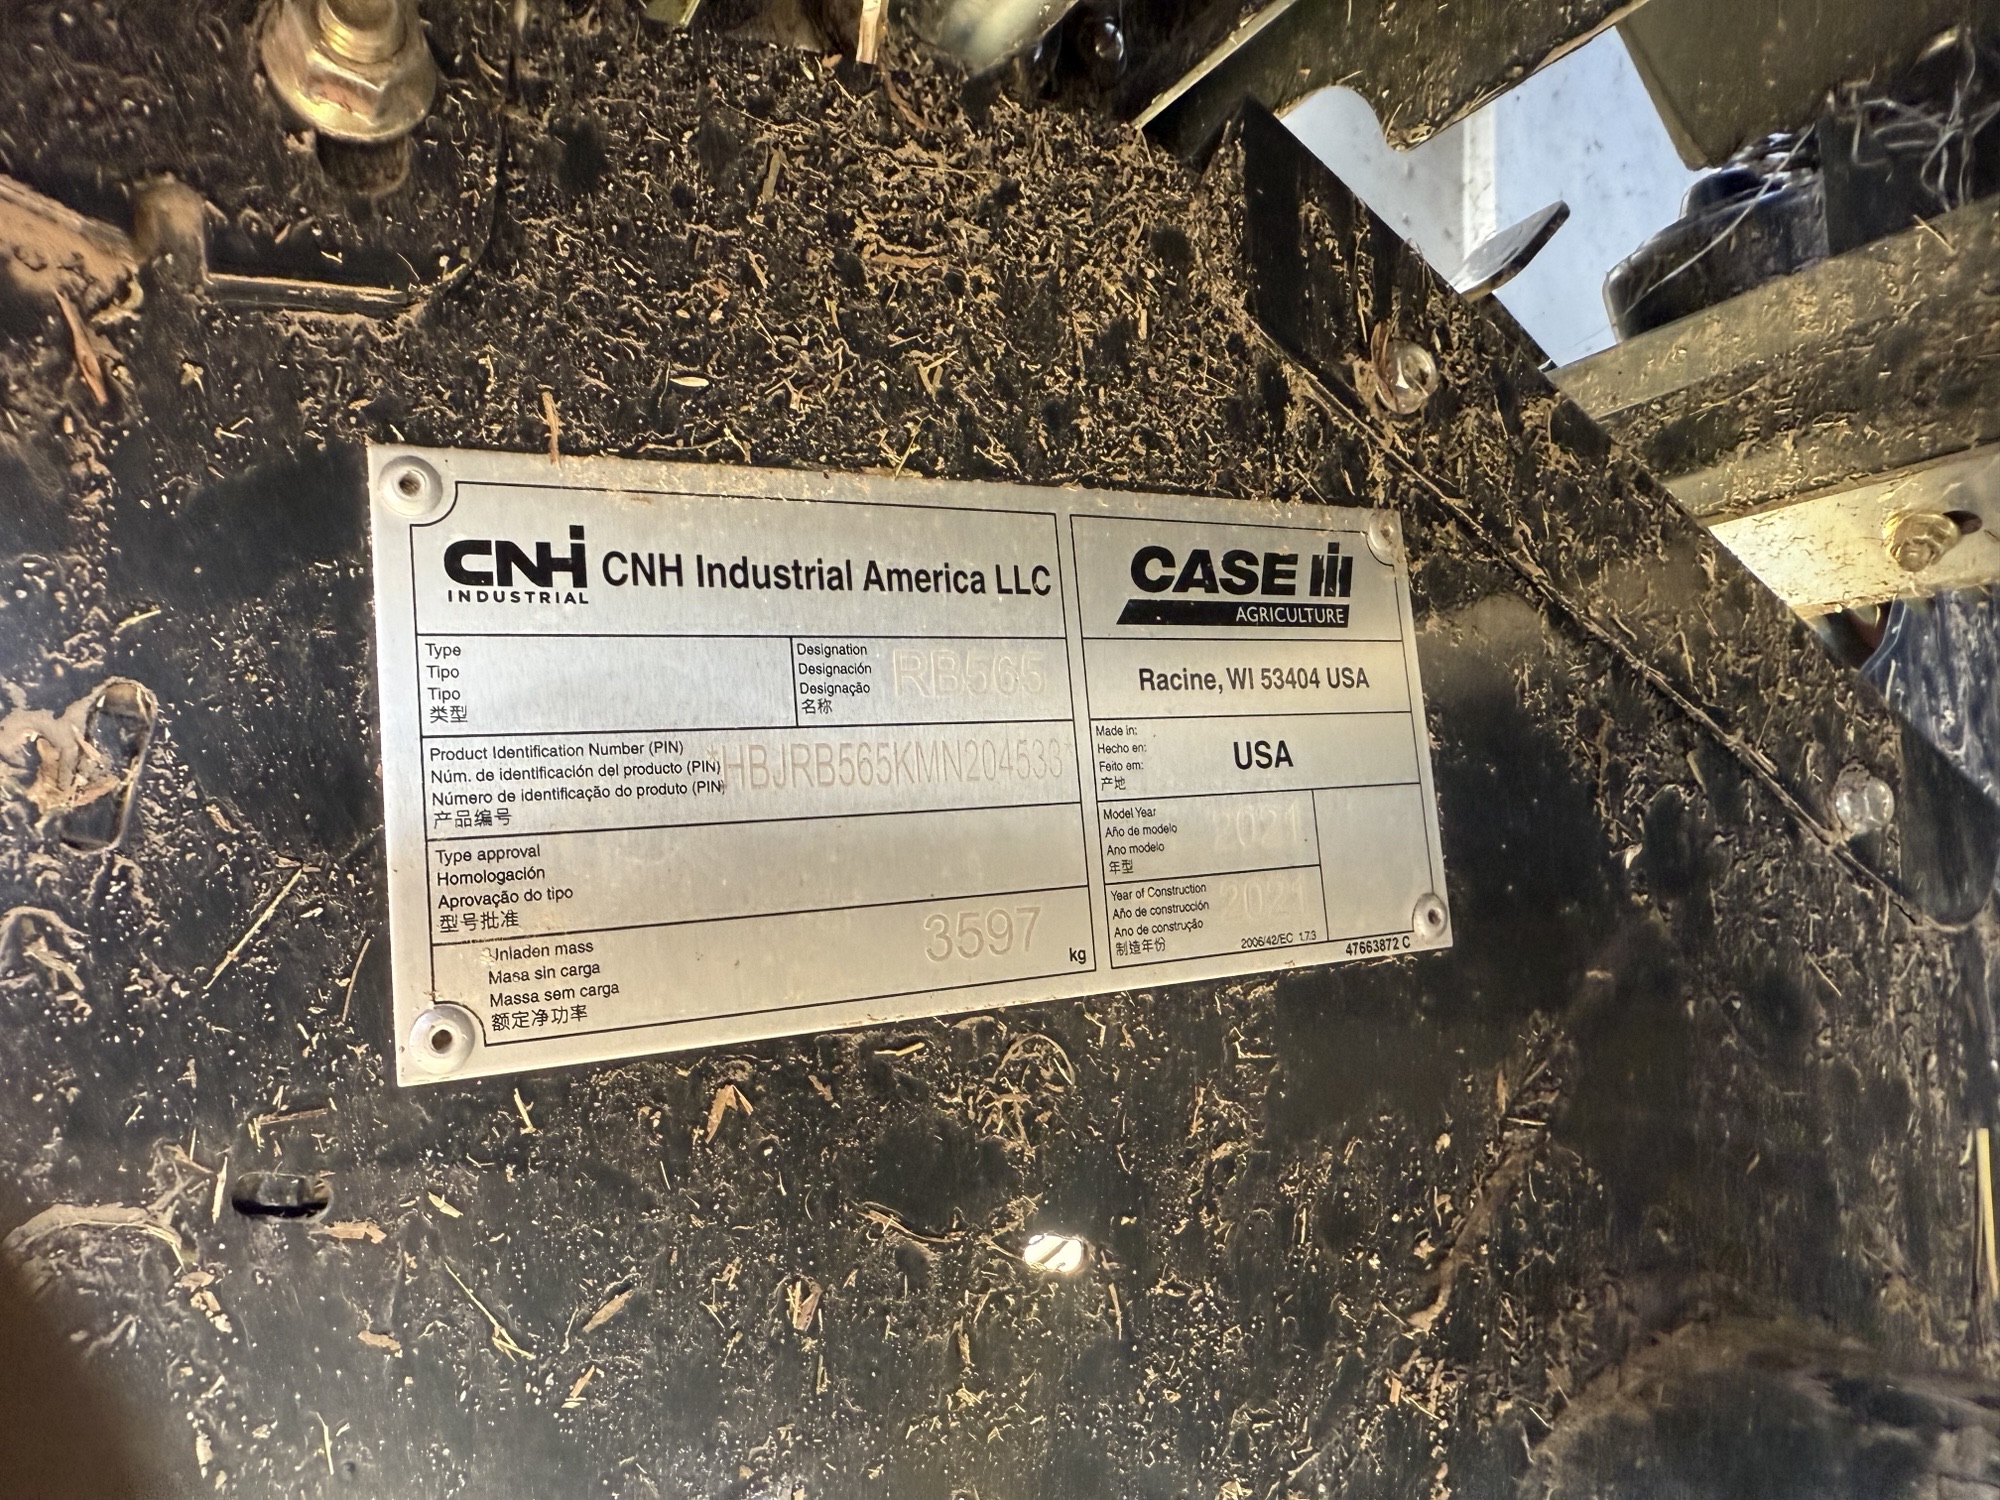 CNH INDUSTRIAL CNH Industrial America LLC
Type
Tipo
Tipo
类型
Designation
Designación
Designação
名称
RB565
Product Identification Number (PIN)
Núm. de identificación del producto (PIN)
Número de identificação do produto (PIN)
产品编号
*HBJRB565KMN204533*
Type approval
Homologación
Aprovação do tipo
型号批准
Unladen mass
Masa sin carga
Massa sem carga
额定净功率
3597
kg
CASE IH
AGRICULTURE
Racine, WI 53404 USA
Made in:
Hecho en:
Feito em:
产地
USA
Model Year
Año de modelo
Ano modelo
年型
2021
Year of Construction
Año de construcción
Ano de construção
制造年份
2021
2006/42/EC 1.7.3
47663872 C